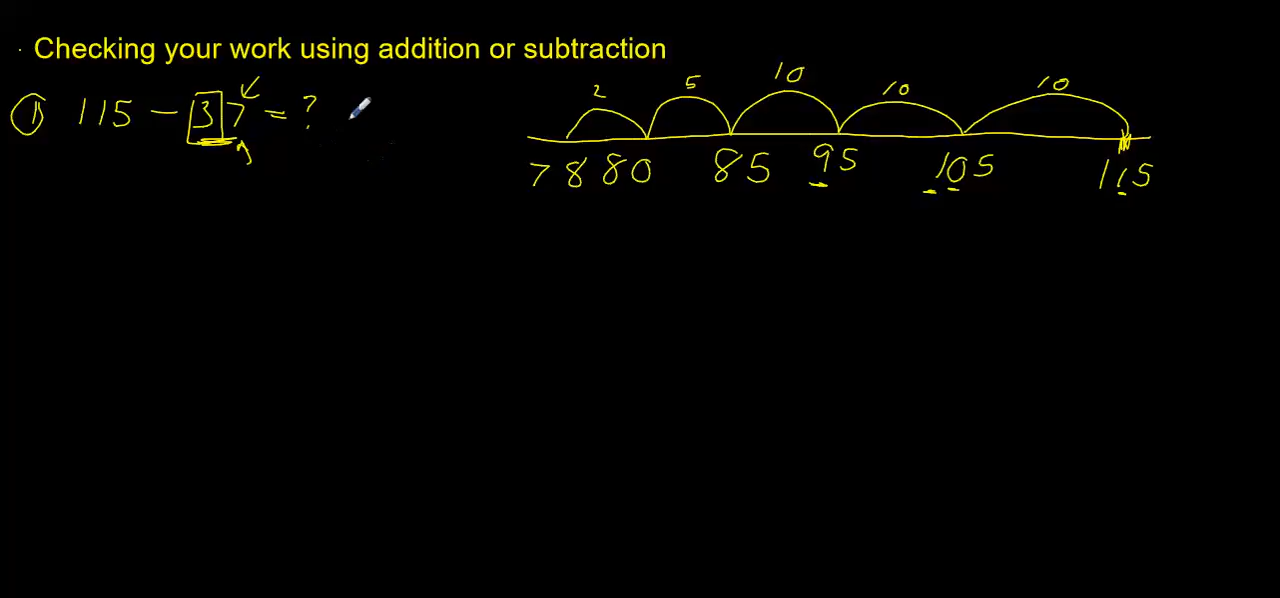 Checking your work using addition or subtraction
① 115 - 37 = ?
2 5 10 10 10
78 80 85 95 105 115